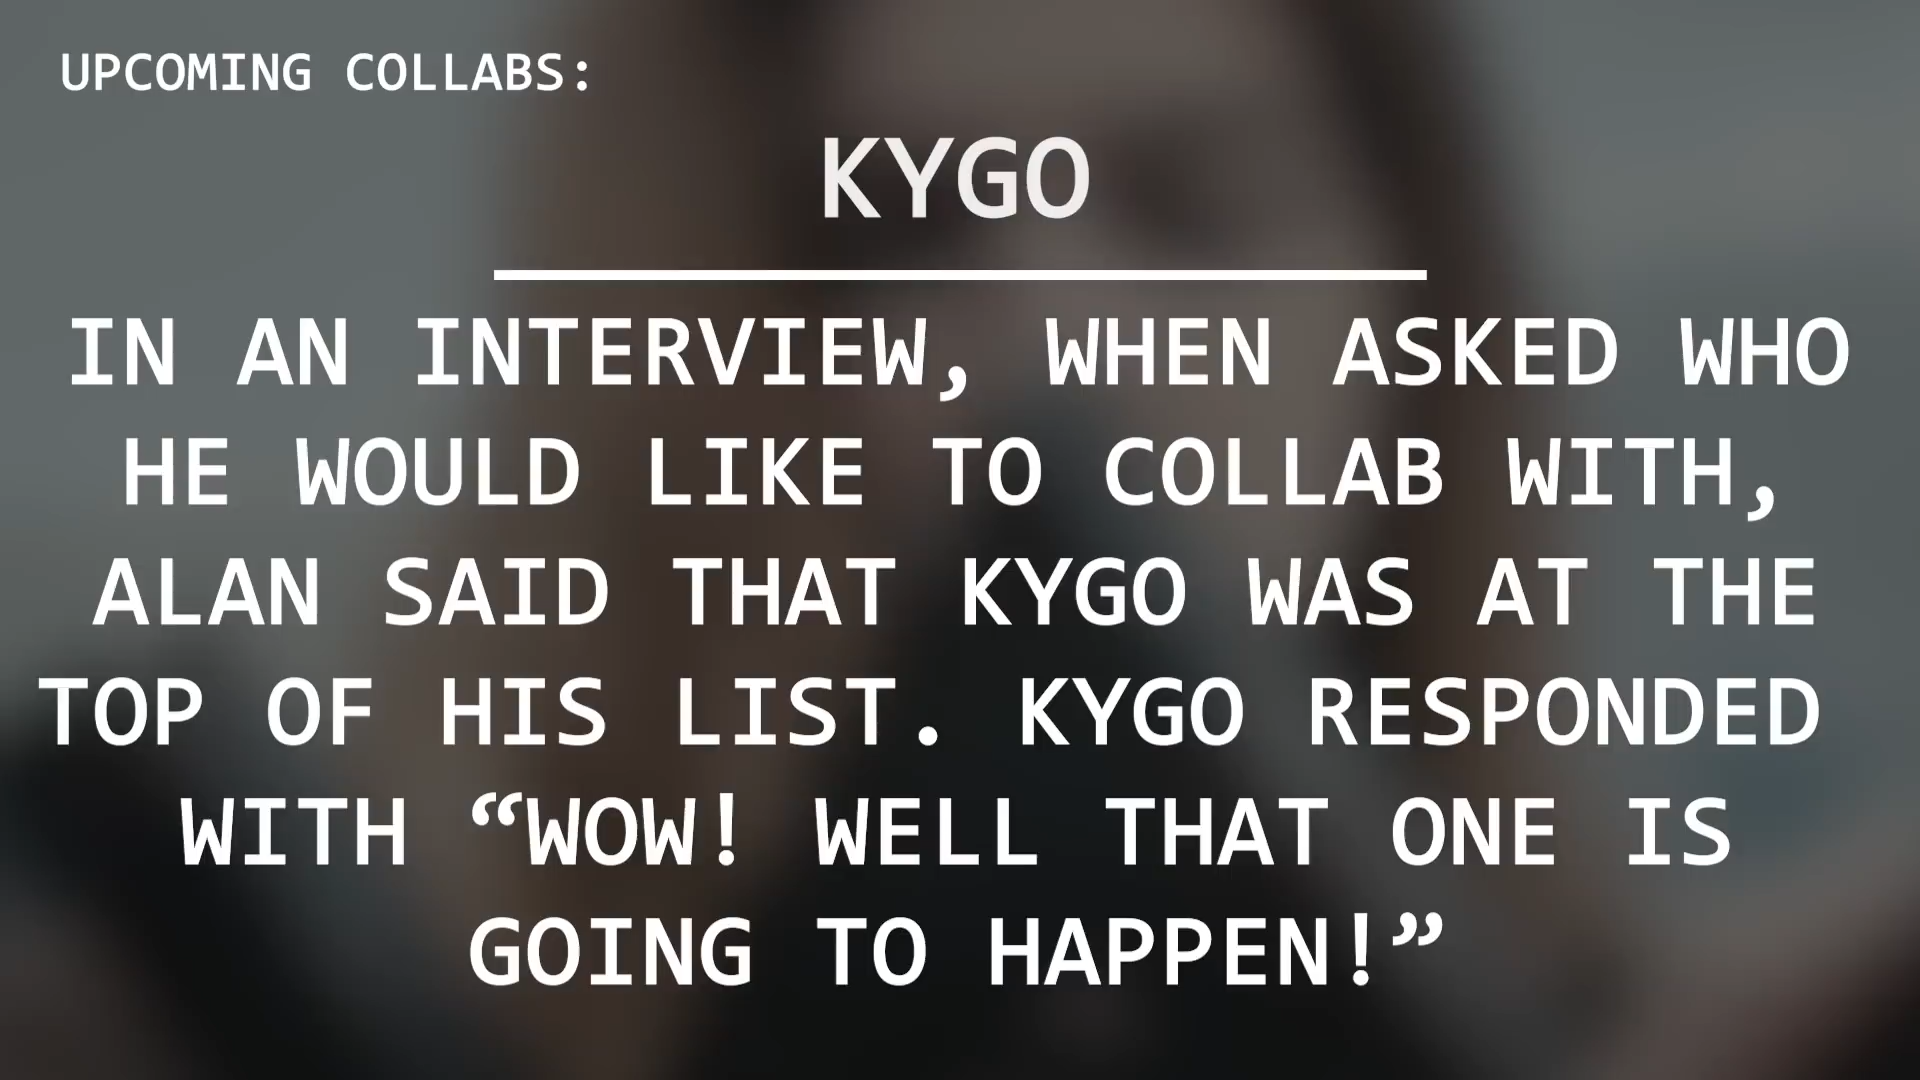 UPCOMING COLLABS:
KYGO
IN AN INTERVIEW, WHEN ASKED WHO
HE WOULD LIKE TO COLLAB WITH,
ALAN SAID THAT KYGO WAS AT THE
TOP OF HIS LIST. KYGO RESPONDED
WITH “WOW! WELL THAT ONE IS
GOING TO HAPPEN!”